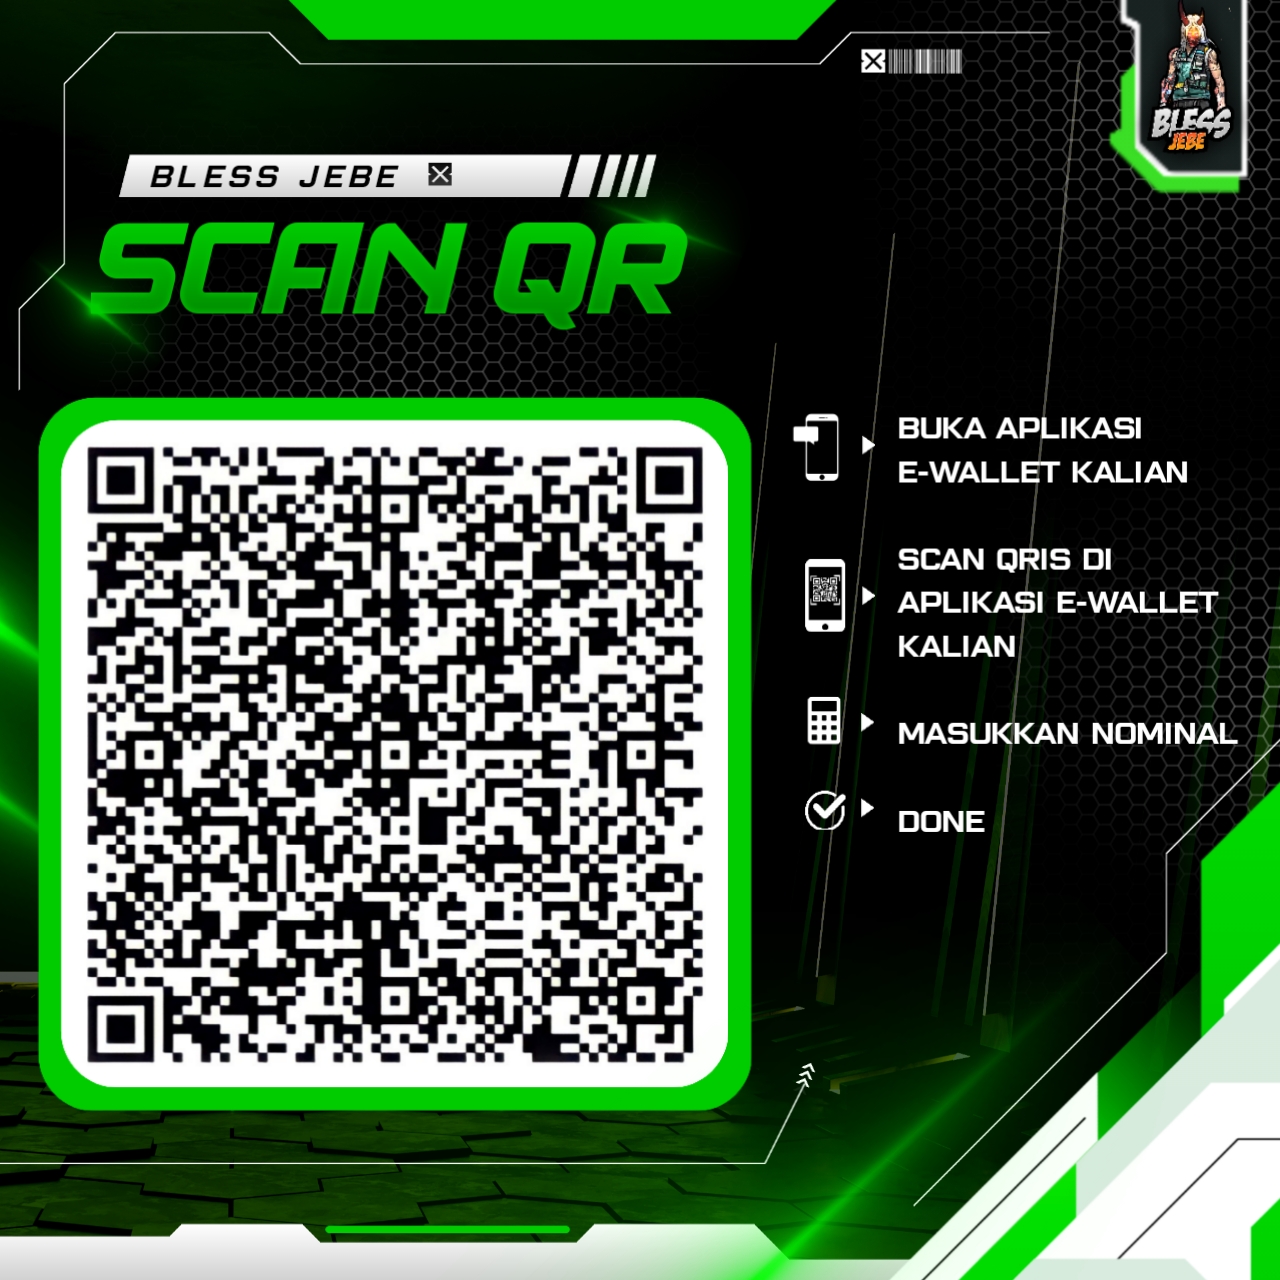 BLESS JEBE
BLESS JEBE
SCAN QR
BUKA APLIKASI
E-WALLET KALIAN
SCAN QRIS DI
APLIKASI E-WALLET
KALIAN
MASUKKAN NOMINAL
DONE